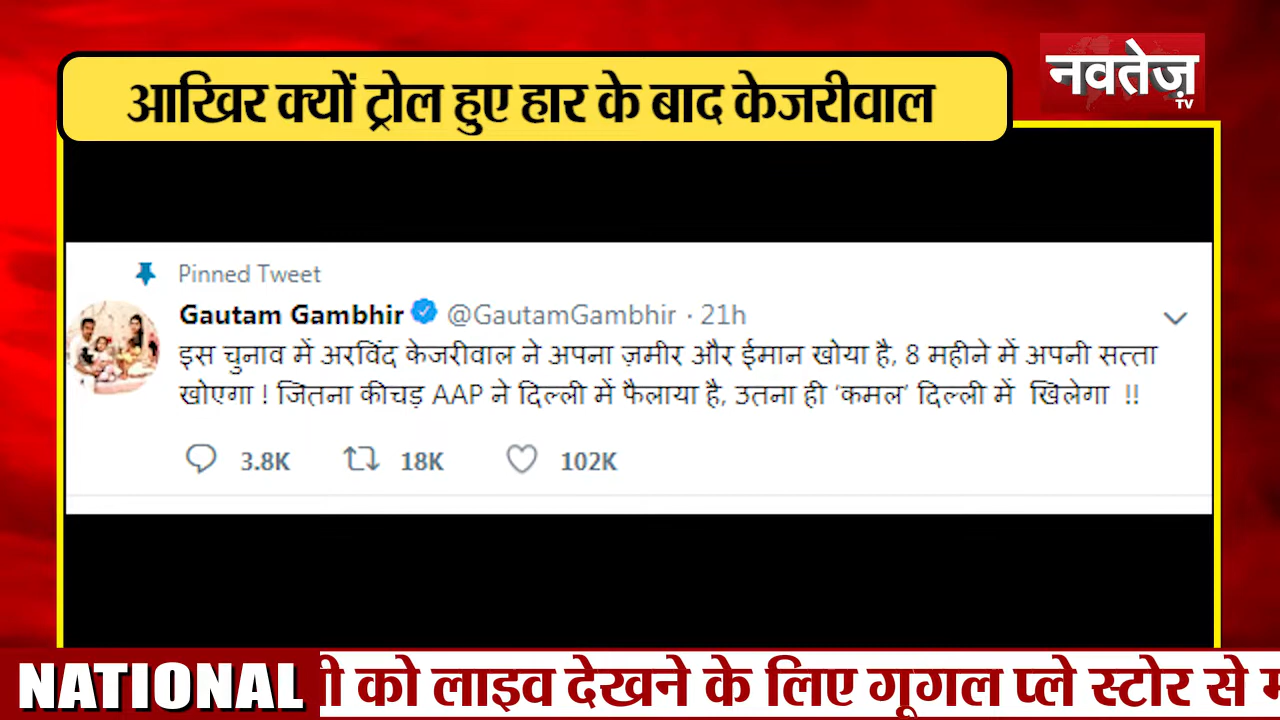 आखिर क्यों ट्रोल हुए हार के बाद केजरीवाल
नवतेज़
TV
Pinned Tweet
Gautam Gambhir @GautamGambhir · 21h
इस चुनाव में अरविंद केजरीवाल ने अपना ज़मीर और ईमान खोया है, 8 महीने में अपनी सत्ता
खोएगा ! जितना कीचड़ AAP ने दिल्ली में फैलाया है, उतना ही ‘कमल’ दिल्ली में खिलेगा !!
3.8K 18K 102K
NATIONAL को लाइव देखने के लिए गूगल प्ले स्टोर से